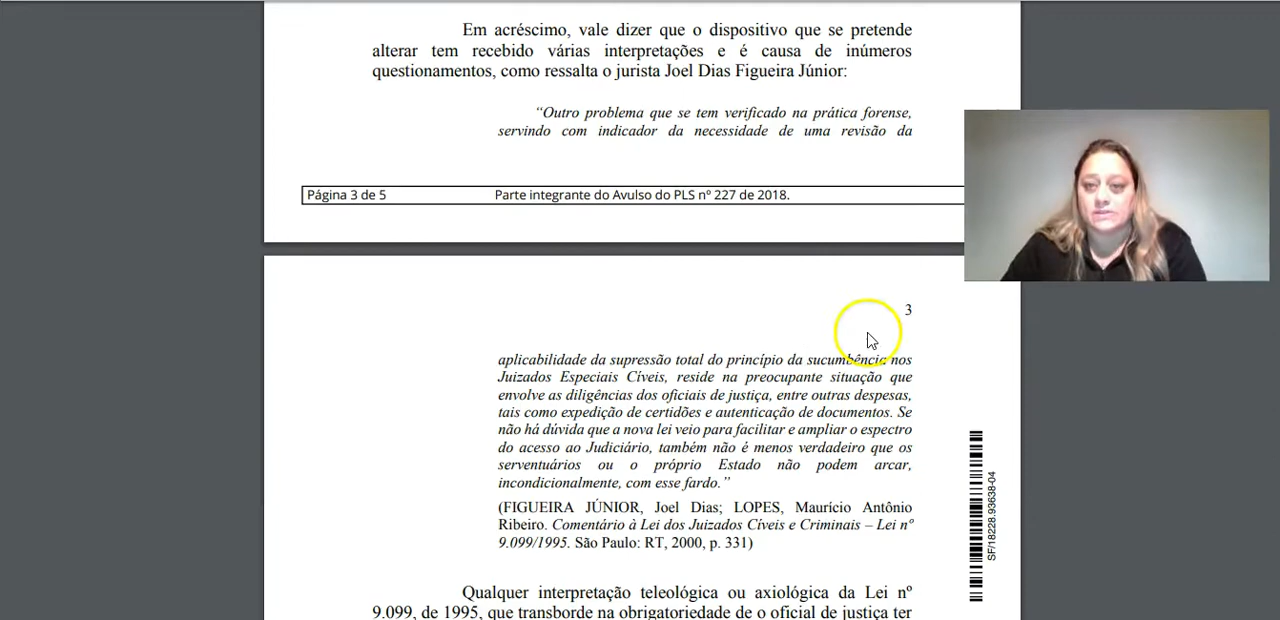 Em acréscimo, vale dizer que o dispositivo que se pretende
alterar tem recebido várias interpretações e é causa de inúmeros
questionamentos, como ressalta o jurista Joel Dias Figueira Júnior:
“Outro problema que se tem verificado na prática forense,
servindo com indicador da necessidade de uma revisão da
Página 3 de 5 Parte integrante do Avulso do PLS nº 227 de 2018.
3
aplicabilidade da supressão total do princípio da sucumbência nos
Juizados Especiais Cíveis, reside na preocupante situação que
envolve as diligências dos oficiais de justiça, entre outras despesas,
tais como expedição de certidões e autenticação de documentos. Se
não há dúvida que a nova lei veio para facilitar e ampliar o espectro
do acesso ao Judiciário, também não é menos verdadeiro que os
serventuários ou o próprio Estado não podem arcar,
incondicionalmente, com esse fardo.”
(FIGUEIRA JÚNIOR, Joel Dias; LOPES, Maurício Antônio
Ribeiro. Comentário à Lei dos Juizados Cíveis e Criminais – Lei nº
9.099/1995. São Paulo: RT, 2000, p. 331)
SF/18228.93638-04
Qualquer interpretação teleológica ou axiológica da Lei nº
9.099, de 1995, que transborde na obrigatoriedade de o oficial de justiça ter